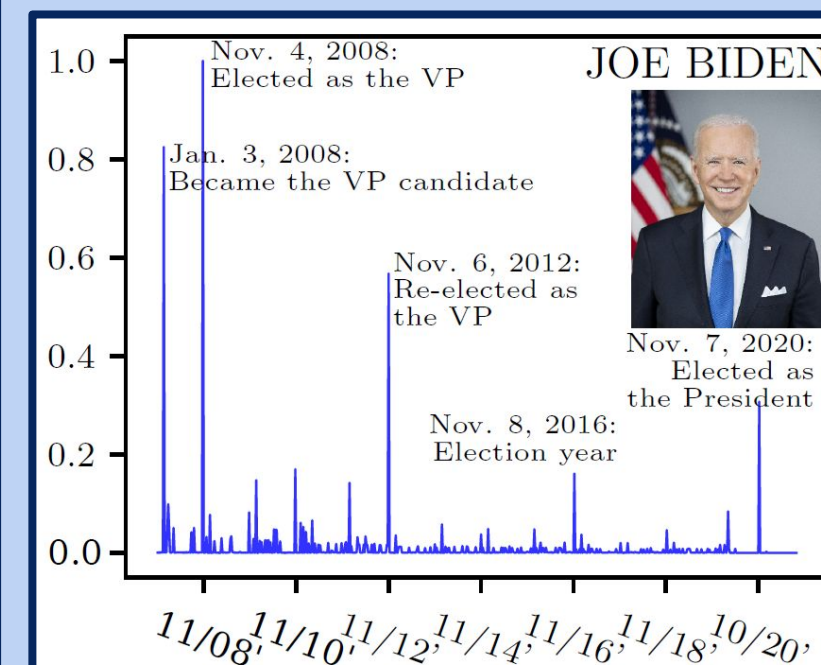 JOE BIDEN
Nov. 4, 2008:
Elected as the VP
Jan. 3, 2008:
Became the VP candidate
Nov. 6, 2012:
Re-elected as
the VP
Nov. 7, 2020:
Elected as
the President
Nov. 8, 2016:
Election year
1.0
0.8
0.6
0.4
0.2
0.0
11/08'
11/10'
11/12,
11/14,
11/16,
11/18,
10/20,